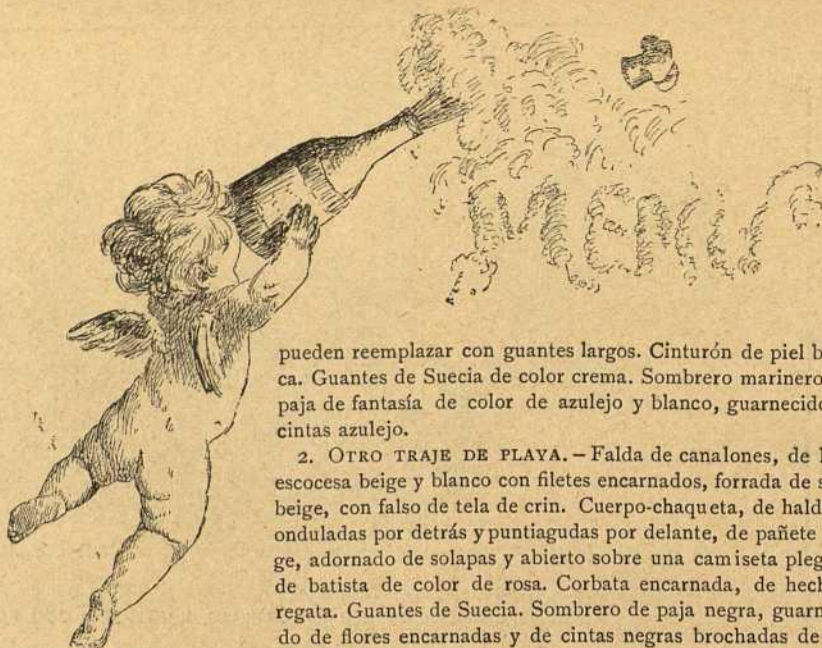 MENU
pueden reemplazar con guantes largos. Cinturón de piel
ca. Guantes de Suecia de color crema. Sombrero marinero
paja de fantasía de color de azulejo y blanco, guarnecido
cintas azulejo.
2. OTRO TRAJE DE PLAYA. – Falda de canalones, de
escocesa beige y blanco con filetes encarnados, forrada de
beige, con falso de tela de crin. Cuerpo-chaqueta, de
onduladas por detrás y puntiagudas por delante, de pañete
ge, adornado de solapas y abierto sobre una camiseta
de batista de color de rosa. Corbata encarnada, de
regata. Guantes de Suecia. Sombrero de paja negra,
do de flores encarnadas y de cintas negras brochadas de